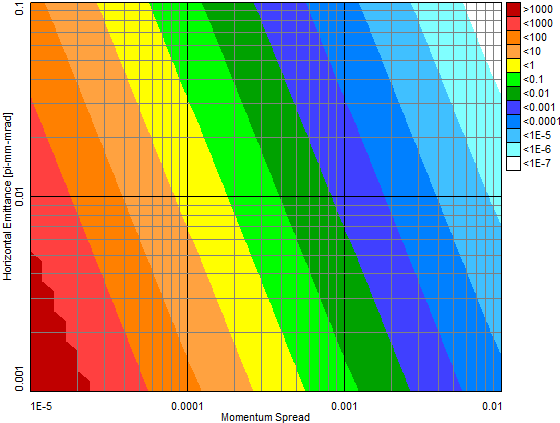 0.1
0.01
0.001
Horizontal Emittance [pi-mm-mrad]
1E-5
0.0001
0.001
0.01
Momentum Spread
>1000
<1000
<100
<10
<1
<0.1
<0.01
<0.001
<0.0001
<1E-5
<1E-6
<1E-7